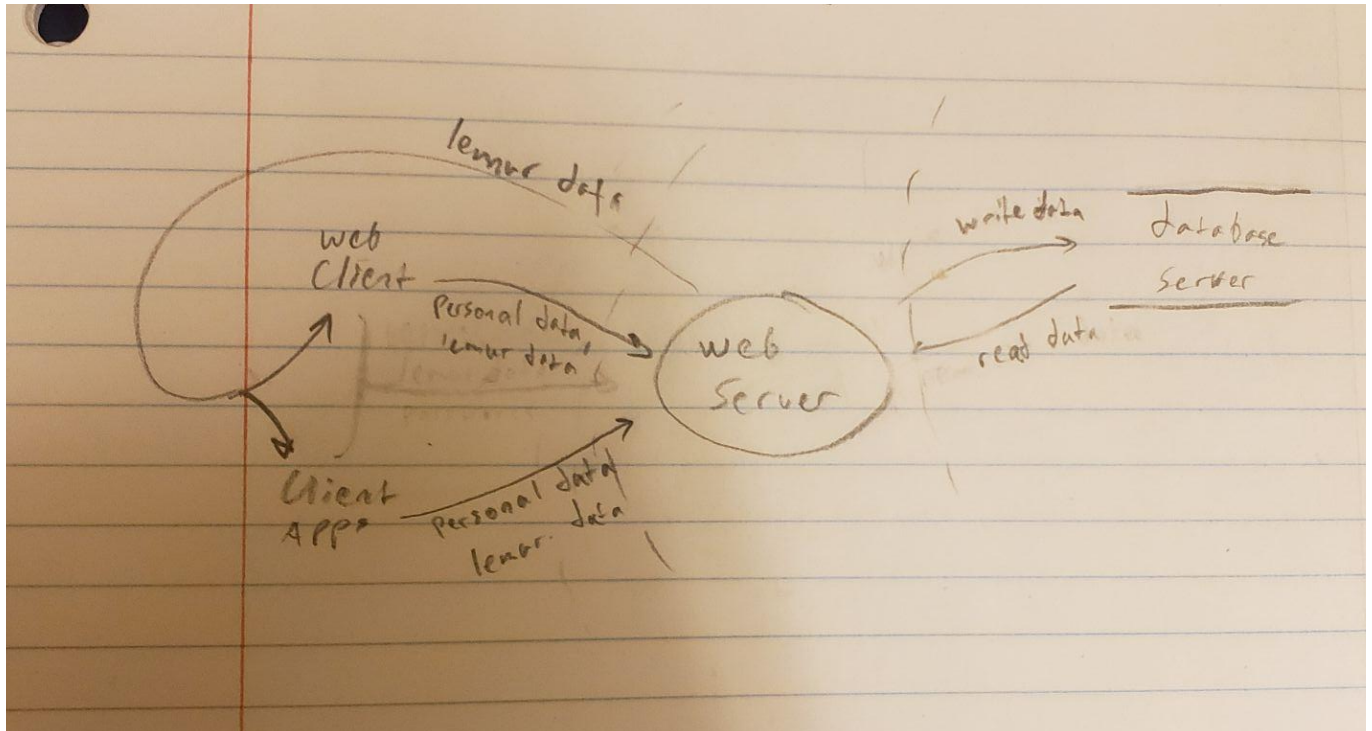 lemur data
web
Client
personal data,
lemur data
Client
APPs
personal data
lemur data
web
Server
write data
read data
database
server